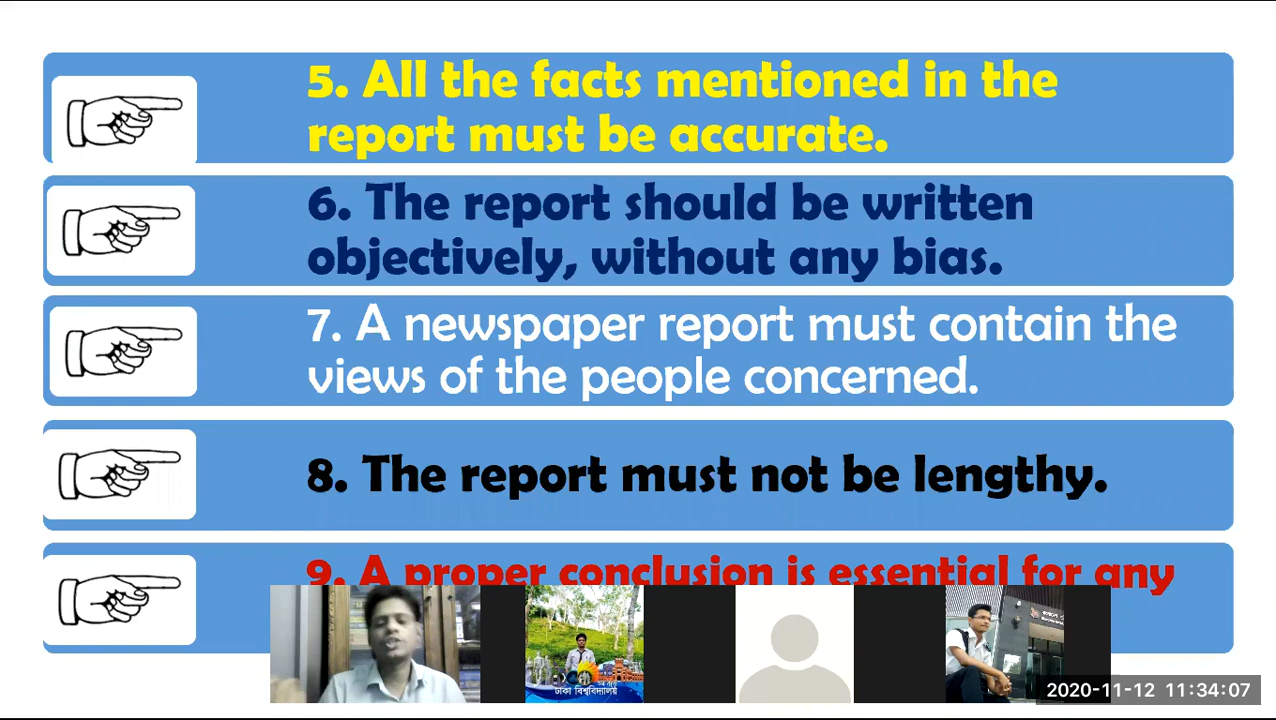 5. All the facts mentioned in the
report must be accurate.
6. The report should be written
objectively, without any bias.
7. A newspaper report must contain the
views of the people concerned.
8. The report must not be lengthy.
9. A proper conclusion is essential for any
ঢাকা বিশ্ববিদ্যালয়
2020-11-12 11:34:07